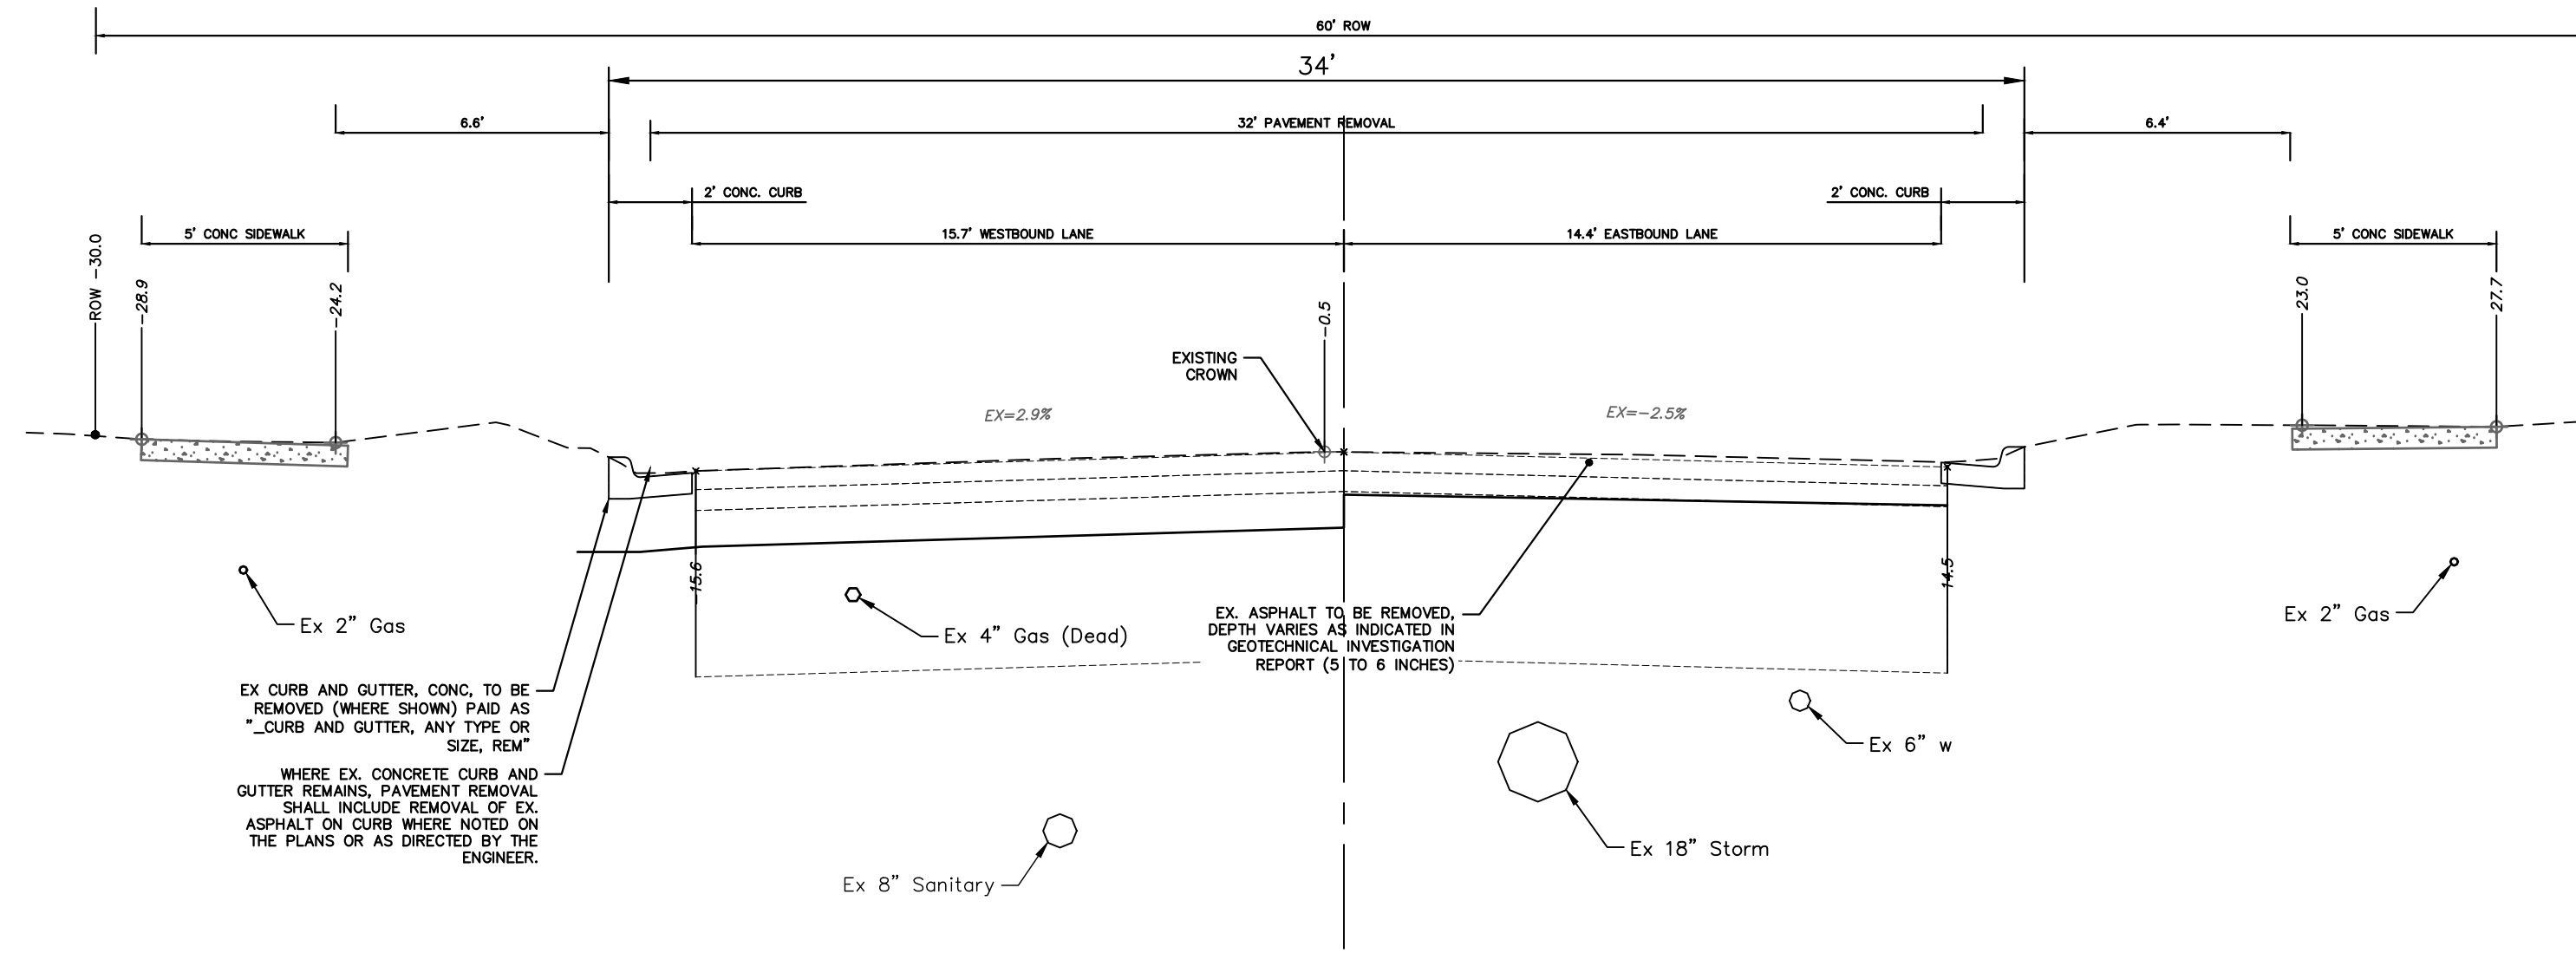 60' ROW
34'
6.6'
32' PAVEMENT REMOVAL
6.4'
2' CONC. CURB
2' CONC. CURB
5' CONC SIDEWALK
15.7' WESTBOUND LANE
14.4' EASTBOUND LANE
5' CONC SIDEWALK
ROW -30.0
-28.9
-24.2
-0.5
23.0
27.7
EXISTING
CROWN
EX=2.9%
EX=-2.5%
-15.6
14.5
Ex 2" Gas
Ex 4" Gas (Dead)
EX. ASPHALT TO BE REMOVED,
DEPTH VARIES AS INDICATED IN
GEOTECHNICAL INVESTIGATION
REPORT (5 TO 6 INCHES)
Ex 2" Gas
EX CURB AND GUTTER, CONC, TO BE
REMOVED (WHERE SHOWN) PAID AS
"_CURB AND GUTTER, ANY TYPE OR
SIZE, REM"
WHERE EX. CONCRETE CURB AND
GUTTER REMAINS, PAVEMENT REMOVAL
SHALL INCLUDE REMOVAL OF EX.
ASPHALT ON CURB WHERE NOTED ON
THE PLANS OR AS DIRECTED BY THE
ENGINEER.
Ex 6" w
Ex 18" Storm
Ex 8" Sanitary